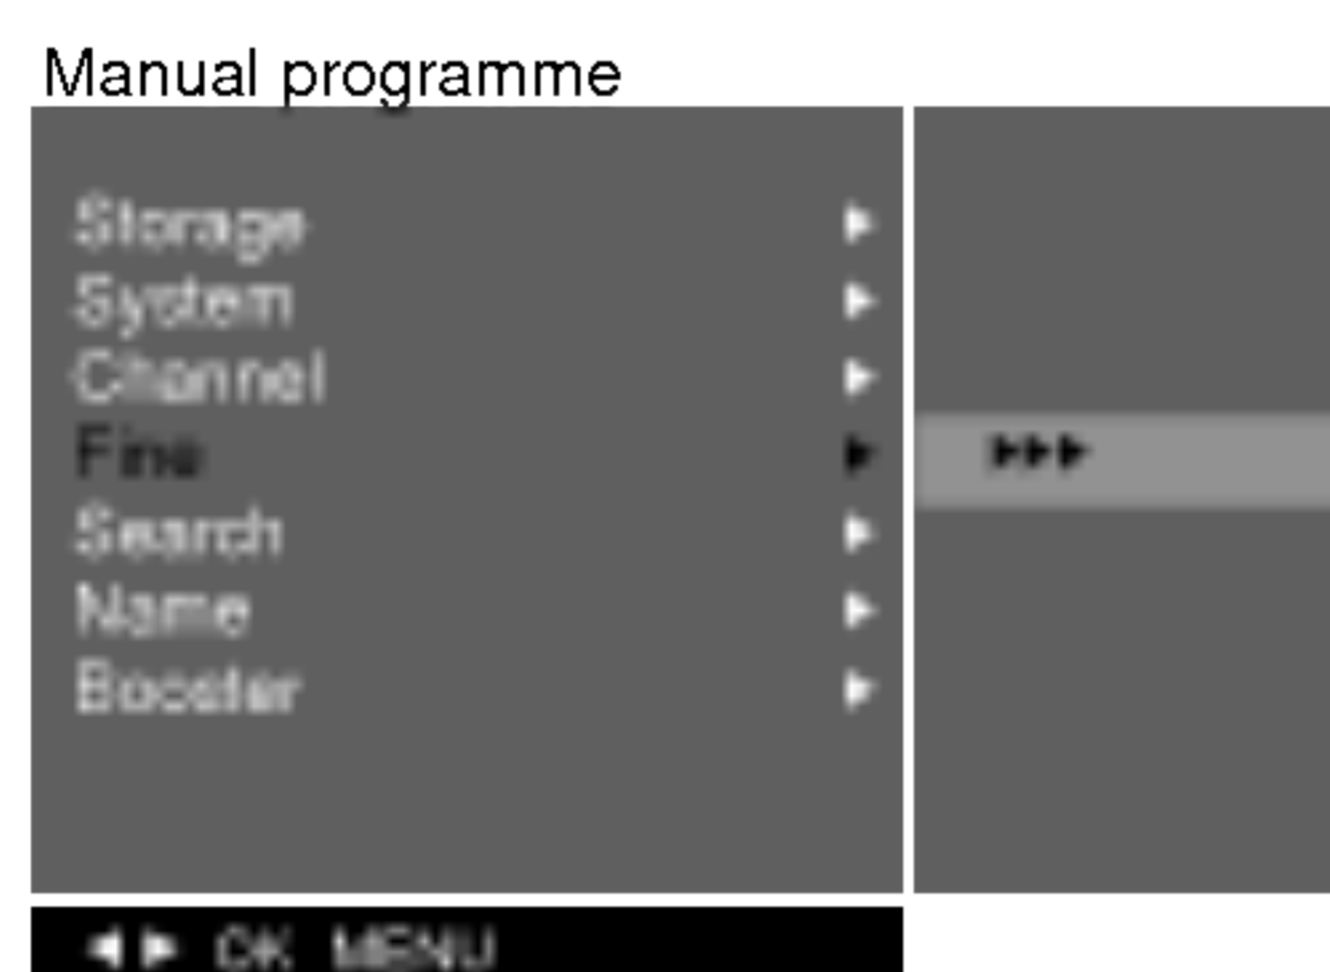 Manual programme
Storage ▶
System ▶
Channel ▶
Fine ▶ ▶▶▶
Search ▶
Name ▶
Booster ▶
◀▶ OK MENU